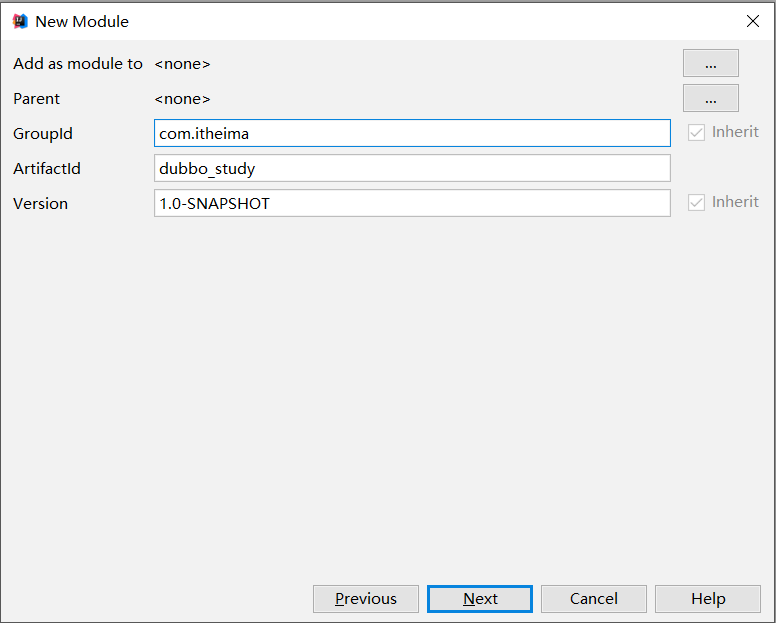 New Module
Add as module to <none> ...
Parent <none> ...
GroupId com.itheima Inherit
ArtifactId dubbo_study
Version 1.0-SNAPSHOT Inherit
Previous Next Cancel Help